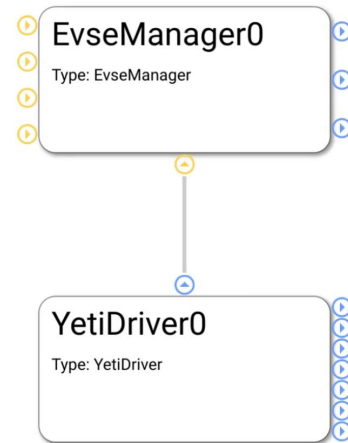 EvseManager0
Type: EvseManager
YetiDriver0
Type: YetiDriver